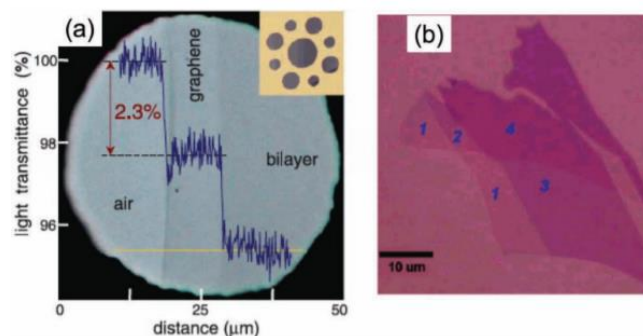 (a)
light transmittance (%)
100
98
96
2.3%
air
graphene
bilayer
0
25
50
distance (μm)
(b)
1
2
4
1
3
10 um